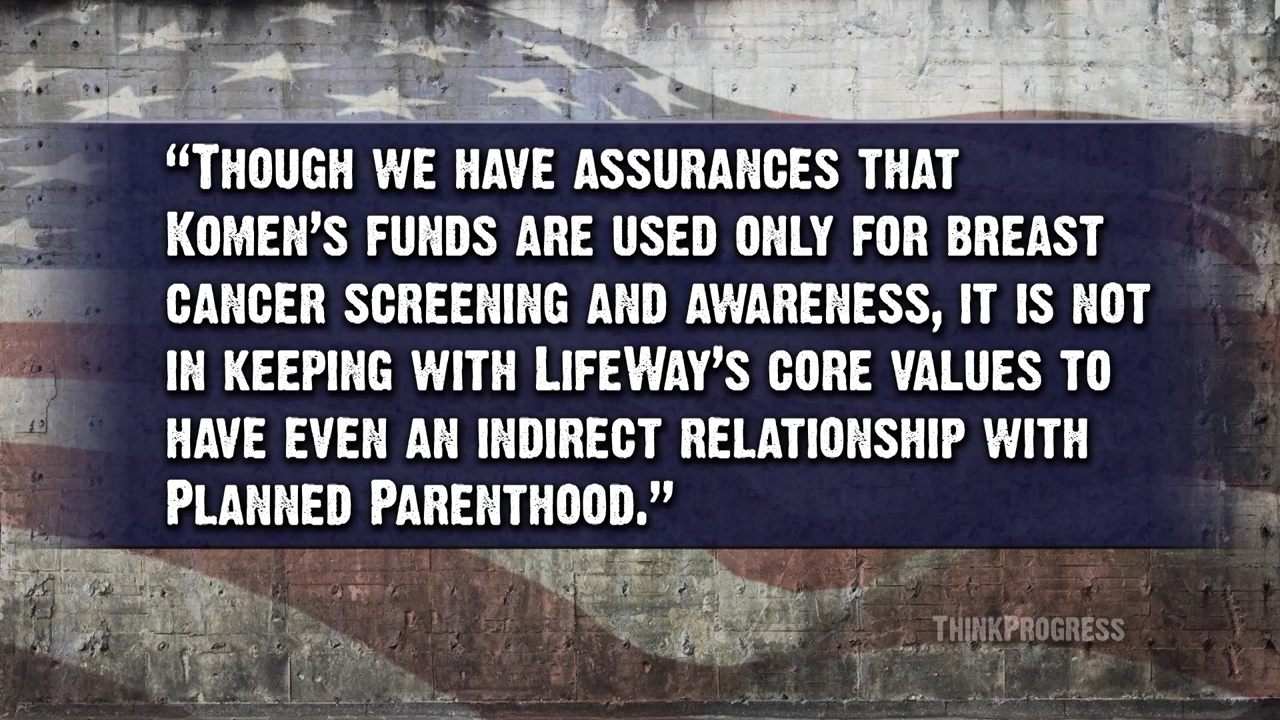 “Though we have assurances that
Komen’s funds are used only for breast
cancer screening and awareness, it is not
in keeping with LifeWay’s core values to
have even an indirect relationship with
Planned Parenthood.”
ThinkProgress